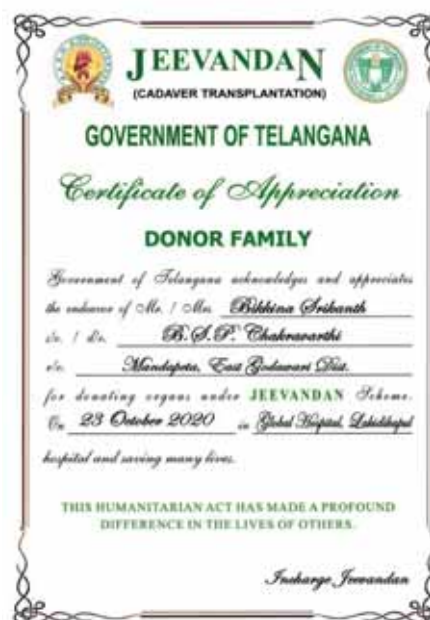 JEEVANDAN
(CADAVER TRANSPLANTATION)
GOVERNMENT OF TELANGANA
Certificate of Appreciation
DONOR FAMILY
Government of Telangana acknowledges and appreciates
the endeavor of Mr. / Mrs. Bikkina Srikanth
s/o. / d/o. B.S.P. Chakravarthi
r/o. Mandapeta, East Godawari Dist.
for donating organs under JEEVANDAN Scheme.
On 23 October 2020 in Global Hospital, Lakidikapul
hospital and saving many lives.
THIS HUMANITARIAN ACT HAS MADE A PROFOUND
DIFFERENCE IN THE LIVES OF OTHERS.
Incharge Jeevandan